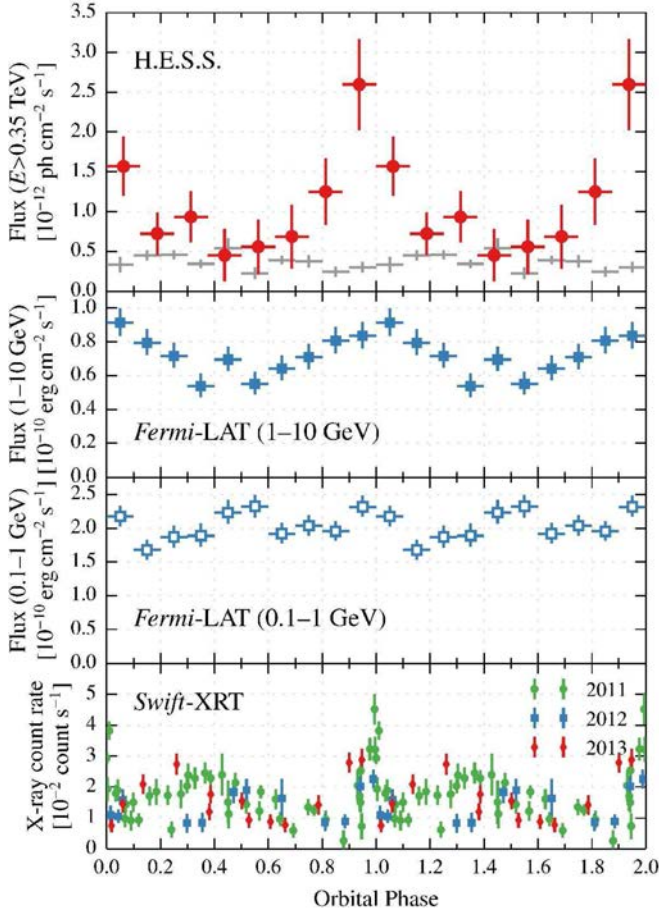 Flux (E>0.35 TeV)
[10⁻¹² ph cm⁻² s⁻¹]
3.5
3.0
2.5
2.0
1.5
1.0
0.5
0.0
H.E.S.S.
Flux (1–10 GeV)
[10⁻¹⁰ erg cm⁻² s⁻¹]
1.0
0.8
0.6
0.4
0.2
0.0
Fermi-LAT (1–10 GeV)
Flux (0.1–1 GeV)
[10⁻¹⁰ erg cm⁻² s⁻¹]
2.5
2.0
1.5
1.0
0.5
0.0
Fermi-LAT (0.1–1 GeV)
X-ray count rate
[10⁻² count s⁻¹]
5
4
3
2
1
0
Swift-XRT
2011
2012
2013
0.0 0.2 0.4 0.6 0.8 1.0 1.2 1.4 1.6 1.8 2.0
Orbital Phase